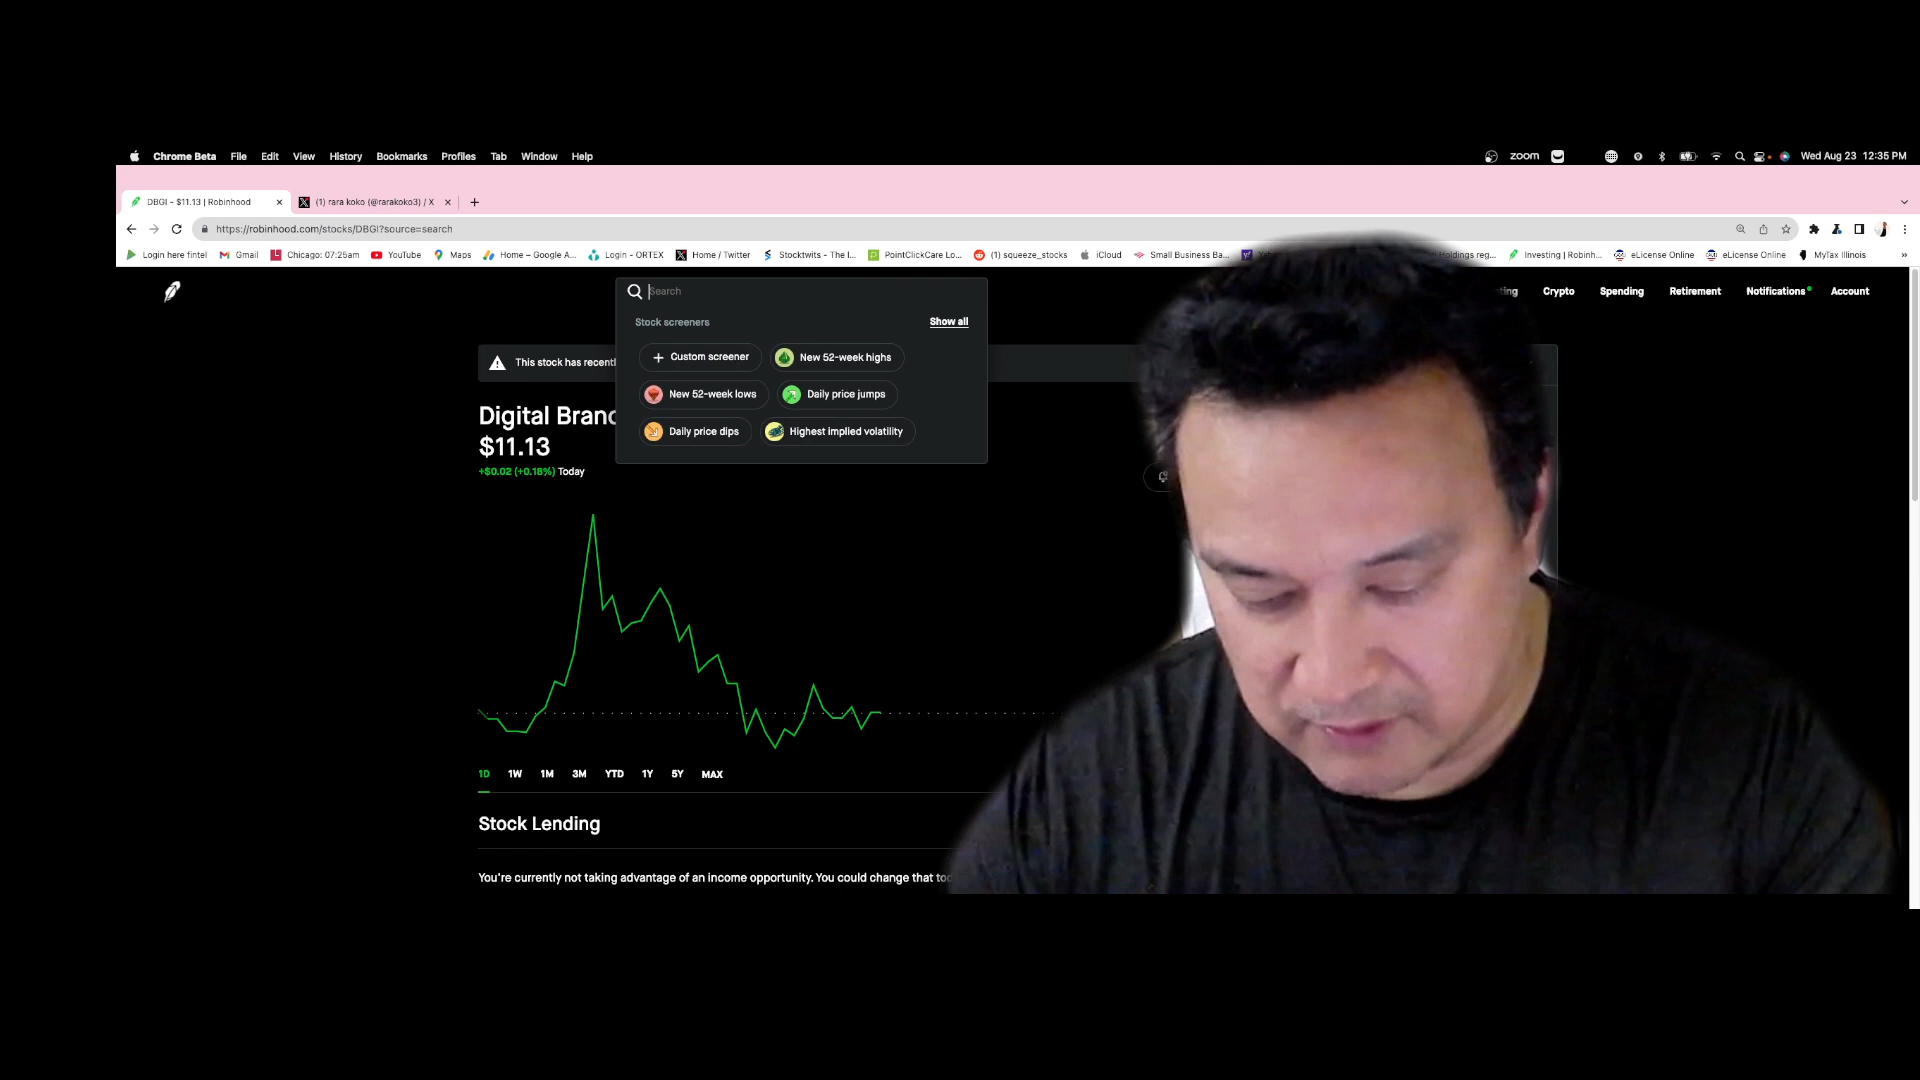 Chrome Beta File Edit View History Bookmarks Profiles Tab Window Help zoom Wed Aug 23 12:35 PM
DBGI - $11.13 | Robinhood (1) rara koko (@rarakoko3) / X
https://robinhood.com/stocks/DBGI?source=search
Login here fintel Gmail Chicago: 07:25am YouTube Maps Home – Google A... Login - ORTEX Home / Twitter Stocktwits - The l... PointClickCare Lo... (1) squeeze_stocks iCloud Small Business Ba... Holdings reg... Investing | Robinh... eLicense Online eLicense Online MyTax Illinois »
Search
Crypto Spending Retirement Notifications Account
Stock screeners Show all
Custom screener New 52-week highs
This stock has recent
New 52-week lows Daily price jumps
Digital Bran
Daily price dips Highest implied volatility
$11.13
+$0.02 (+0.18%) Today
1D 1W 1M 3M YTD 1Y 5Y MAX
Stock Lending
You're currently not taking advantage of an income opportunity. You could change that